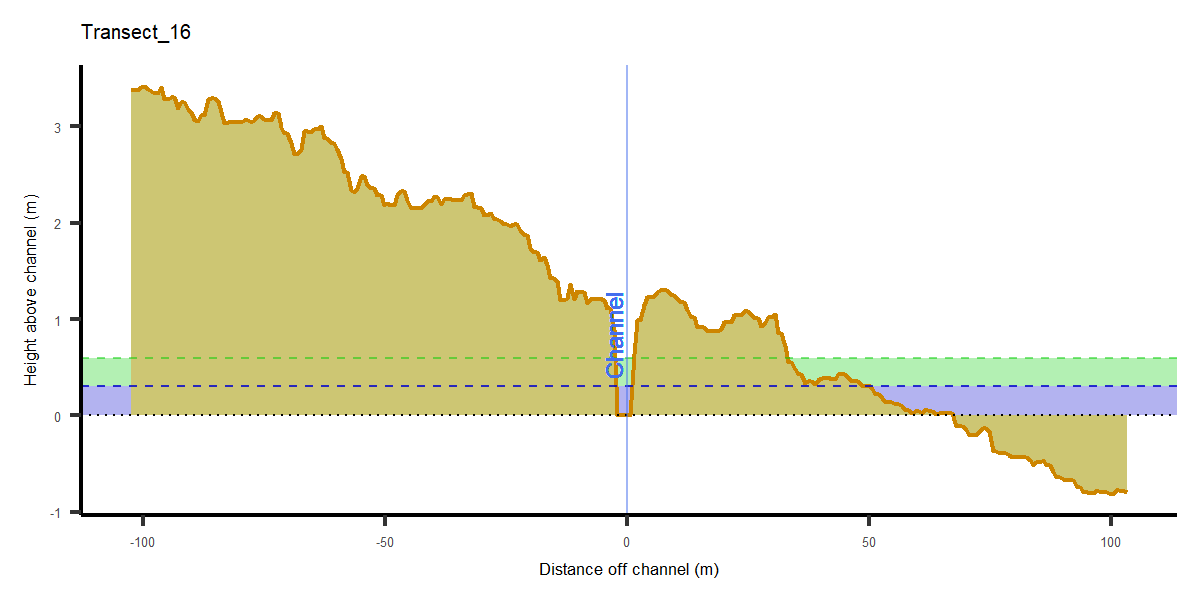 Transect_16
Height above channel (m)
3
2
1
0
-1
Channel
-100
-50
0
50
100
Distance off channel (m)